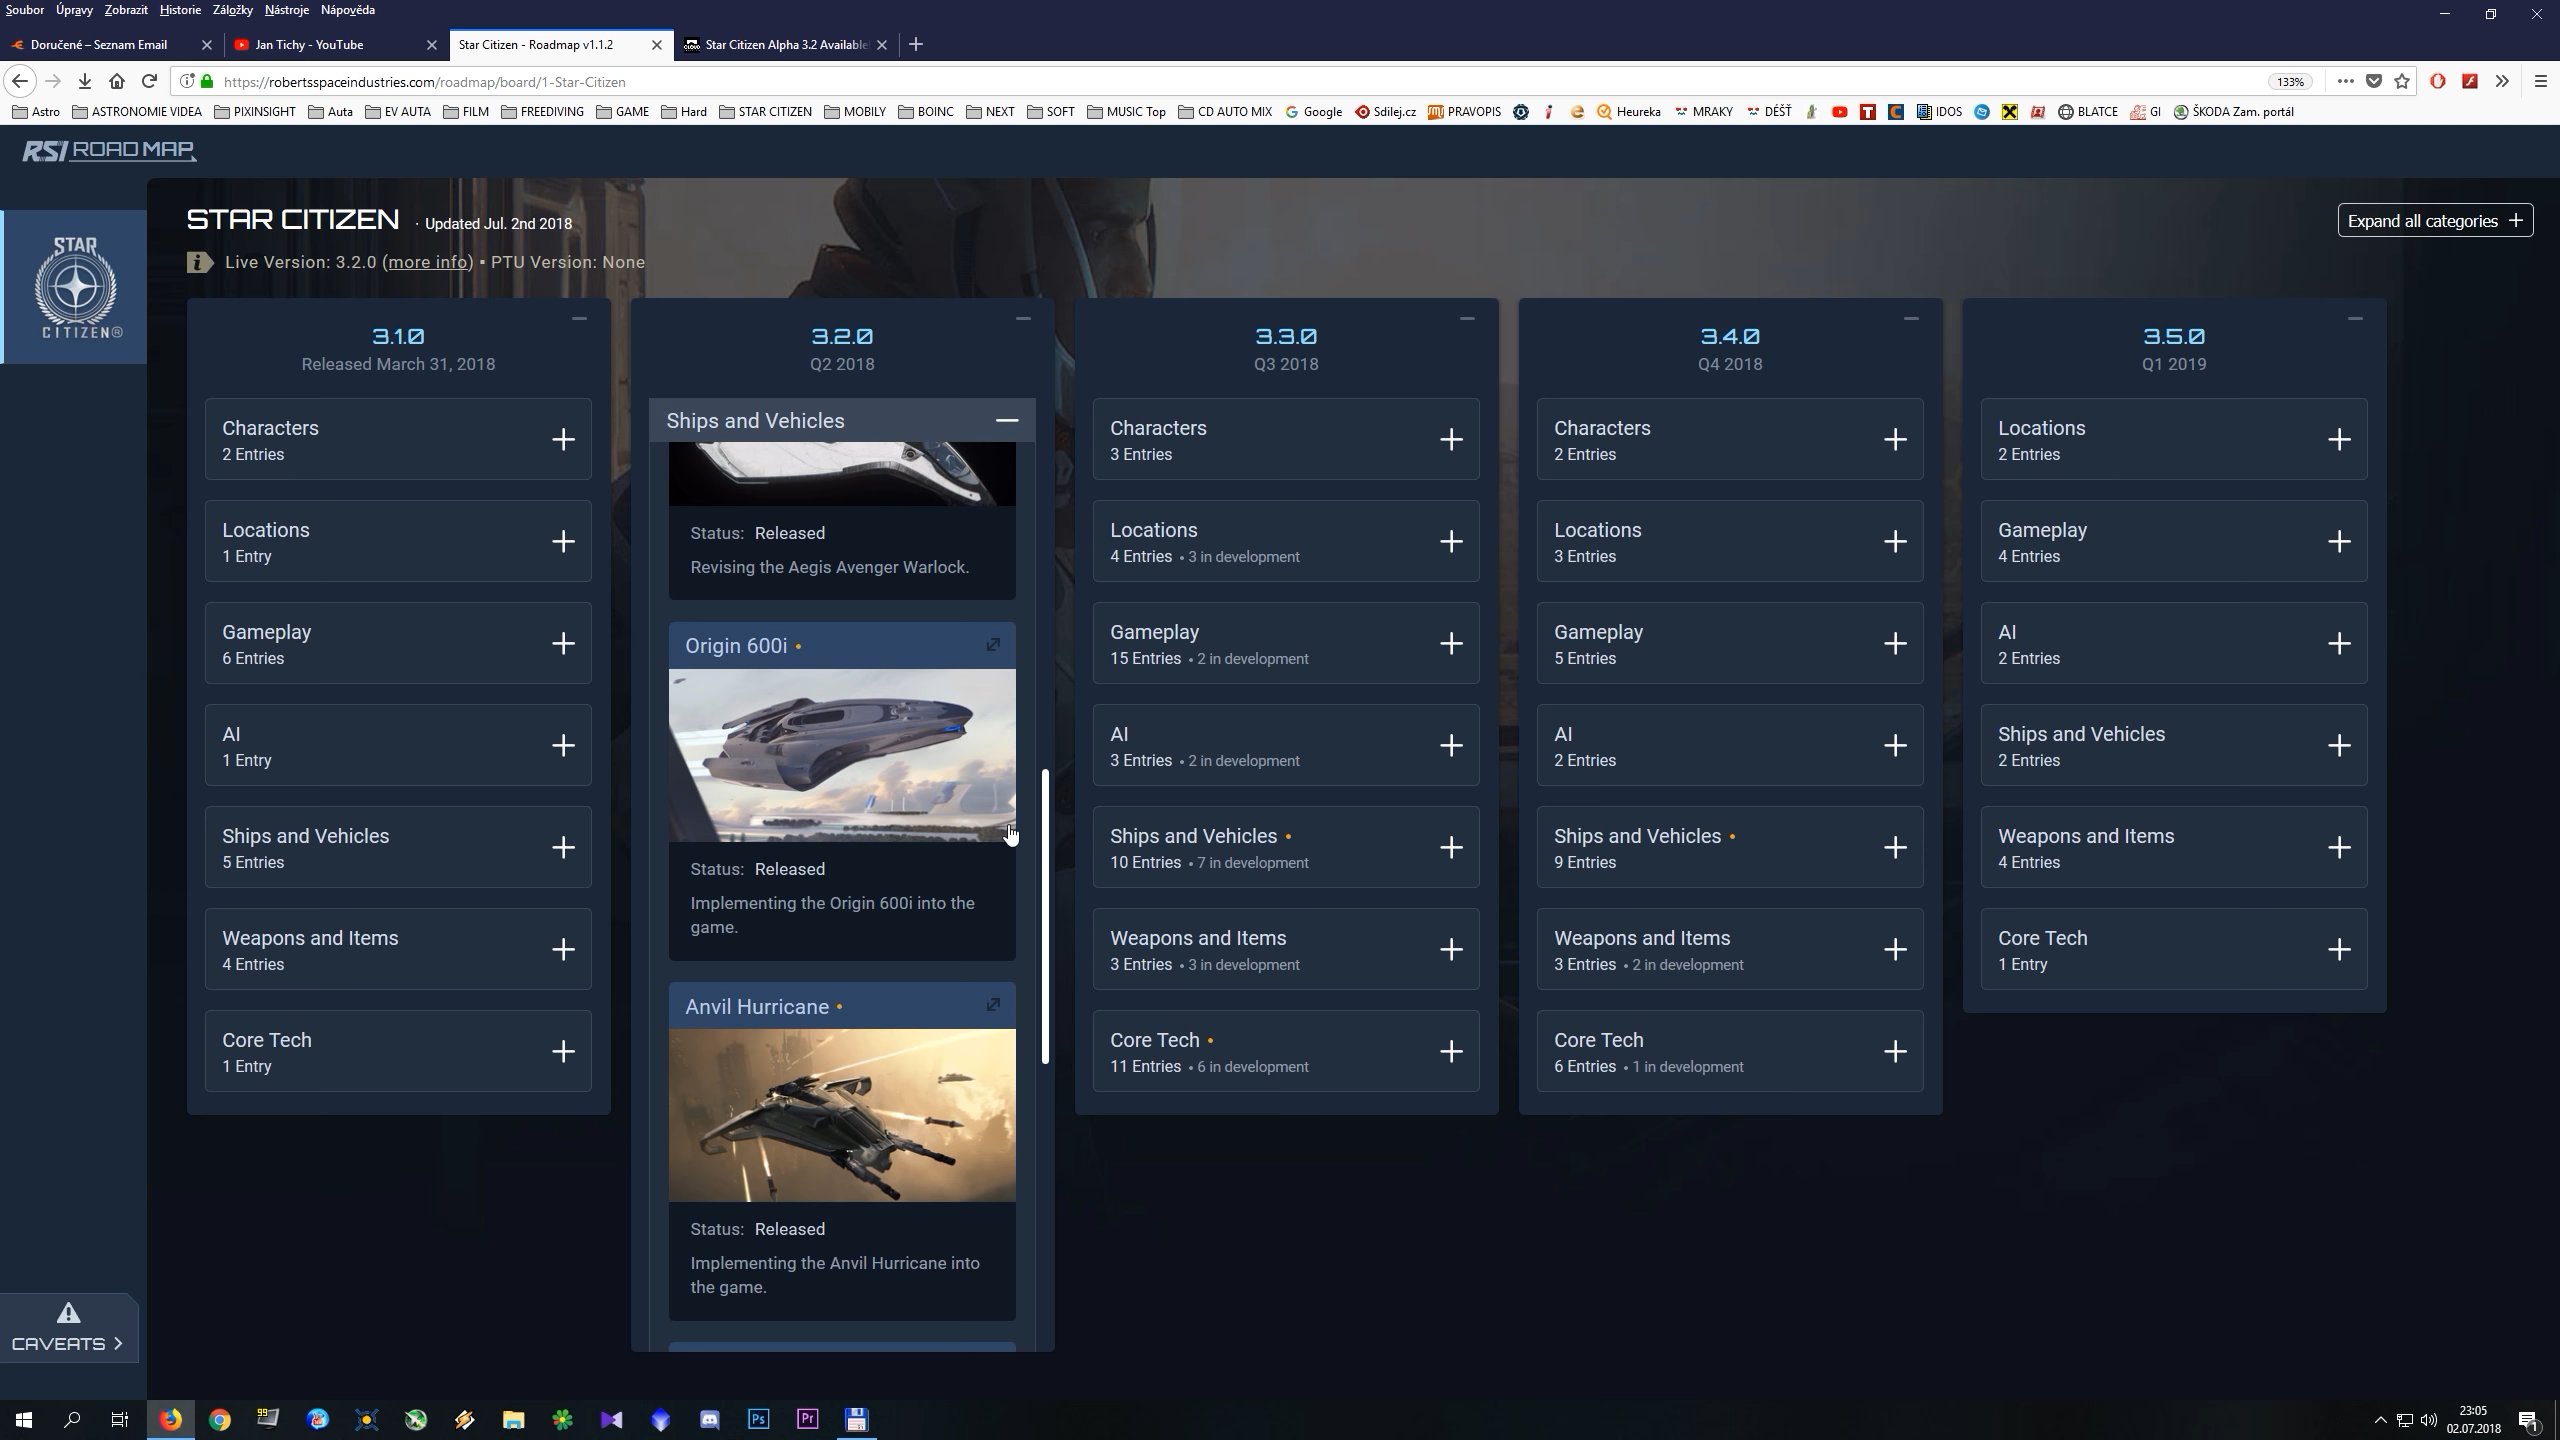 Soubor Úpravy Zobrazit Historie Záložky Nástroje Nápověda
Doručené – Seznam Email
Jan Tichy - YouTube
Star Citizen - Roadmap v1.1.2
Star Citizen Alpha 3.2 Available
https://robertsspaceindustries.com/roadmap/board/1-Star-Citizen
133%
Astro ASTRONOMIE VIDEA PIXINSIGHT Auta EV AUTA FILM FREEDIVING GAME Hard STAR CITIZEN MOBILY BOINC NEXT SOFT MUSIC Top CD AUTO MIX Google Sdilej.cz PRAVOPIS Heureka MRAKY DÉŠŤ IDOS BLATCE GI ŠKODA Zam. portál
RSI ROADMAP
STAR CITIZEN · Updated Jul. 2nd 2018
Expand all categories
Live Version: 3.2.0 (more info) • PTU Version: None
STAR
CITIZEN®
3.1.0
Released March 31, 2018
Characters
2 Entries
Locations
1 Entry
Gameplay
6 Entries
AI
1 Entry
Ships and Vehicles
5 Entries
Weapons and Items
4 Entries
Core Tech
1 Entry
3.2.0
Q2 2018
Ships and Vehicles
Status: Released
Revising the Aegis Avenger Warlock.
Origin 600i •
Status: Released
Implementing the Origin 600i into the
game.
Anvil Hurricane •
Status: Released
Implementing the Anvil Hurricane into
the game.
3.3.0
Q3 2018
Characters
3 Entries
Locations
4 Entries • 3 in development
Gameplay
15 Entries • 2 in development
AI
3 Entries • 2 in development
Ships and Vehicles •
10 Entries • 7 in development
Weapons and Items
3 Entries • 3 in development
Core Tech •
11 Entries • 6 in development
3.4.0
Q4 2018
Characters
2 Entries
Locations
3 Entries
Gameplay
5 Entries
AI
2 Entries
Ships and Vehicles •
9 Entries
Weapons and Items
3 Entries • 2 in development
Core Tech
6 Entries • 1 in development
3.5.0
Q1 2019
Locations
2 Entries
Gameplay
4 Entries
AI
2 Entries
Ships and Vehicles
2 Entries
Weapons and Items
4 Entries
Core Tech
1 Entry
CAVEATS
99
Ps
Pr
23:05
02.07.2018
1